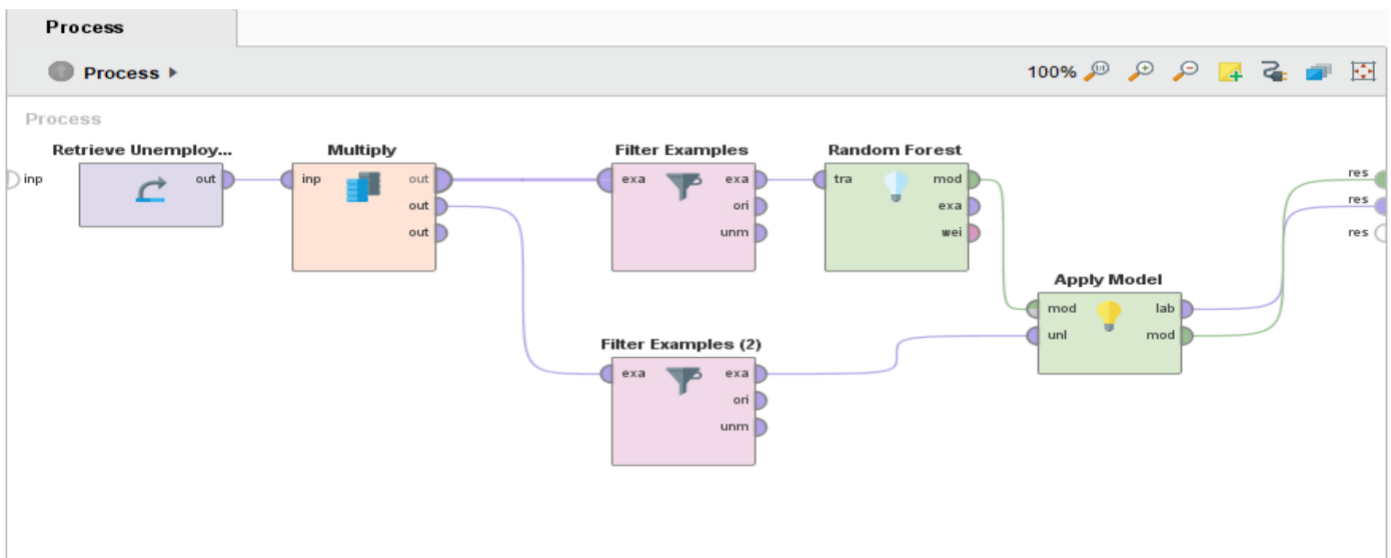 Process
Process
100%
Process
Retrieve Unemploy...
Multiply
Filter Examples
Random Forest
inp
out
inp
out
exa
exa
tra
mod
res
out
ori
exa
res
out
unm
wei
res
Apply Model
mod
lab
unl
mod
Filter Examples (2)
exa
exa
ori
unm